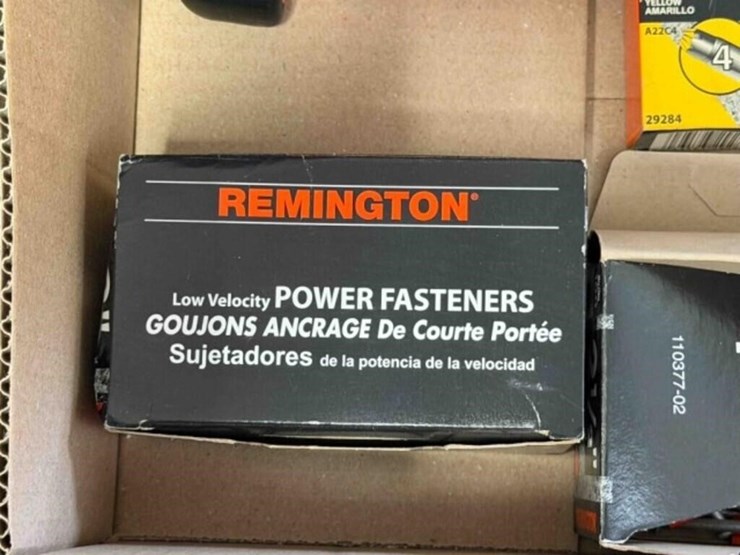 YELLOW
AMARILLO
A22C4
4
29284
REMINGTON®
Low Velocity POWER FASTENERS
GOUJONS ANCRAGE De Courte Portée
Sujetadores de la potencia de la velocidad
110377-02